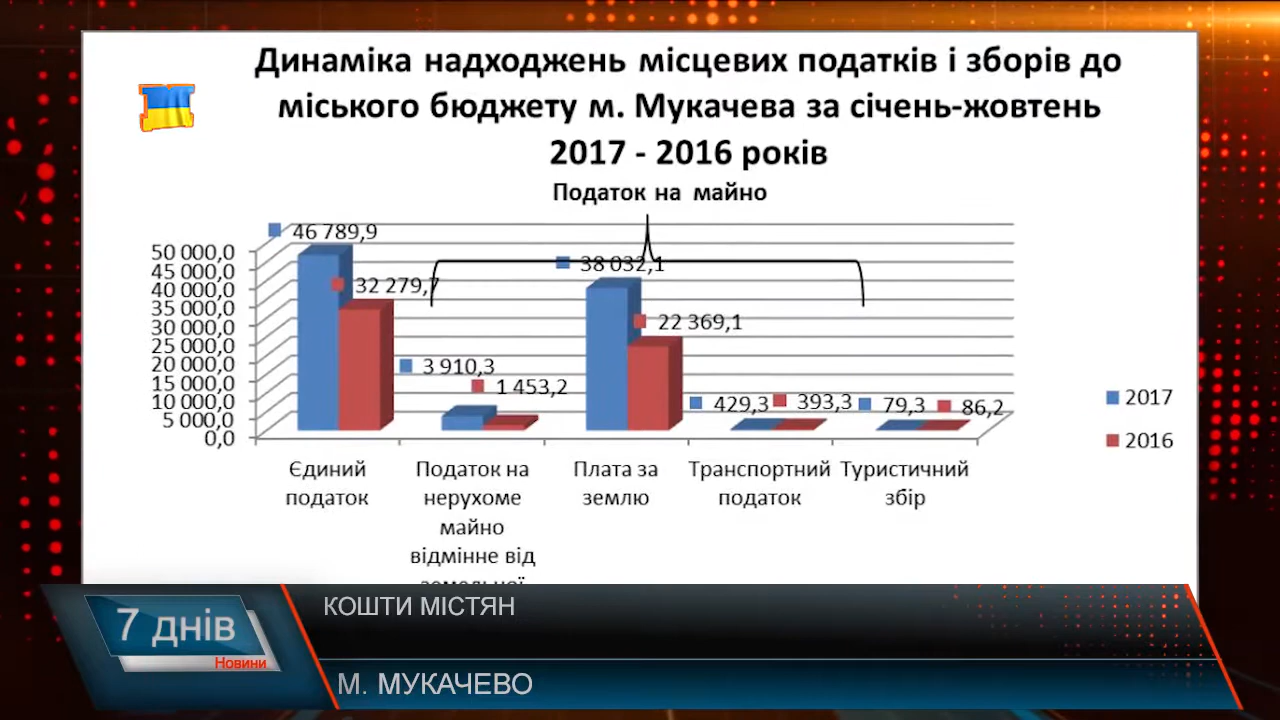 Динаміка надходжень місцевих податків і зборів до
міського бюджету м. Мукачева за січень-жовтень
2017 - 2016 років
Податок на майно
46 789,9
32 279,7
3 910,3
1 453,2
38 032,1
22 369,1
429,3
393,3
79,3
86,2
50 000,0
45 000,0
40 000,0
35 000,0
30 000,0
25 000,0
20 000,0
15 000,0
10 000,0
5 000,0
0,0
2017
2016
Єдиний
податок
Податок на
нерухоме
майно
відмінне від
Плата за
землю
Транспортний
податок
Туристичний
збір
7 днів
Новини
КОШТИ МІСТЯН
М. МУКАЧЕВО